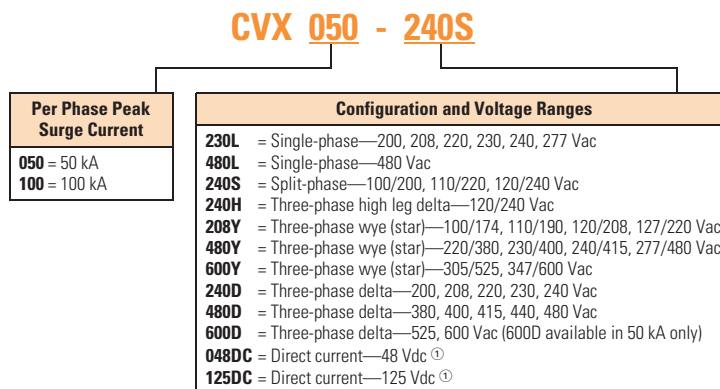 CVX 050 - 240S
Per Phase Peak
Surge Current
050 = 50 kA
100 = 100 kA
Configuration and Voltage Ranges
230L = Single-phase—200, 208, 220, 230, 240, 277 Vac
480L = Single-phase—480 Vac
240S = Split-phase—100/200, 110/220, 120/240 Vac
240H = Three-phase high leg delta—120/240 Vac
208Y = Three-phase wye (star)—100/174, 110/190, 120/208, 127/220 Vac
480Y = Three-phase wye (star)—220/380, 230/400, 240/415, 277/480 Vac
600Y = Three-phase wye (star)—305/525, 347/600 Vac
240D = Three-phase delta—200, 208, 220, 230, 240 Vac
480D = Three-phase delta—380, 400, 415, 440, 480 Vac
600D = Three-phase delta—525, 600 Vac (600D available in 50 kA only)
048DC = Direct current—48 Vdc ①
125DC = Direct current—125 Vdc ①